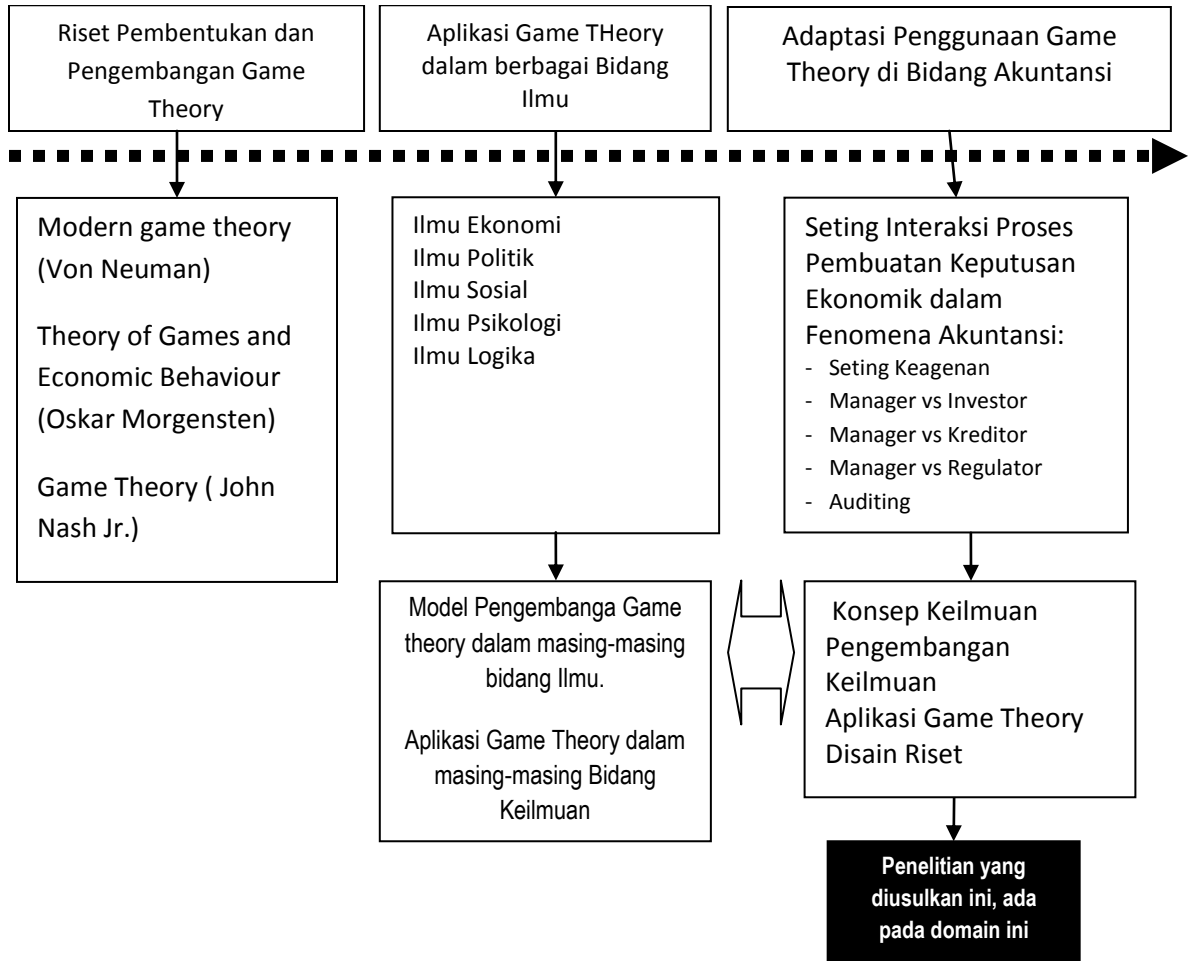 Riset Pembentukan dan
Pengembangan Game
Theory
Aplikasi Game THeory
dalam berbagai Bidang
Ilmu
Adaptasi Penggunaan Game
Theory di Bidang Akuntansi
Modern game theory
(Von Neuman)
Theory of Games and
Economic Behaviour
(Oskar Morgensten)
Game Theory ( John
Nash Jr.)
Ilmu Ekonomi
Ilmu Politik
Ilmu Sosial
Ilmu Psikologi
Ilmu Logika
Seting Interaksi Proses
Pembuatan Keputusan
Ekonomik dalam
Fenomena Akuntansi:
- Seting Keagenan
- Manager vs Investor
- Manager vs Kreditor
- Manager vs Regulator
- Auditing
Model Pengembanga Game
theory dalam masing-masing
bidang Ilmu.
Aplikasi Game Theory dalam
masing-masing Bidang
Keilmuan
Konsep Keilmuan
Pengembangan
Keilmuan
Aplikasi Game Theory
Disain Riset
Penelitian yang
diusulkan ini, ada
pada domain ini